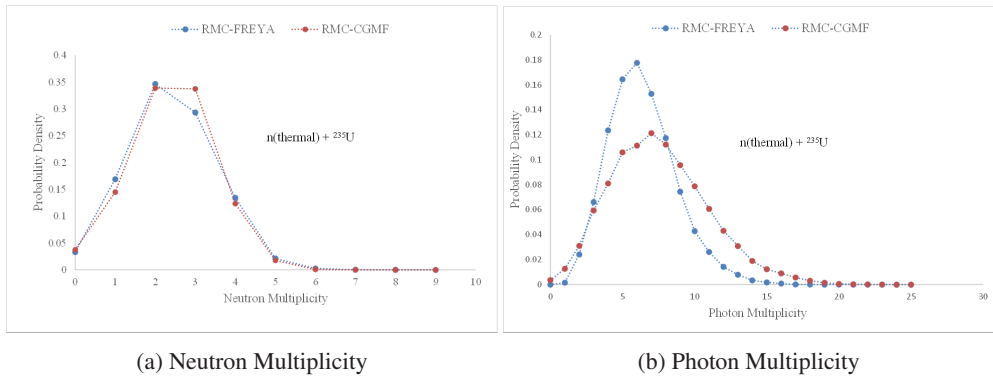 RMC-FREYA RMC-CGMF
0.4
0.35
0.3
0.25
0.2
0.15
0.1
0.05
0
Probability Density
n(thermal) + ²³⁵U
0 1 2 3 4 5 6 7 8 9 10
Neutron Multiplicity
(a) Neutron Multiplicity
RMC-FREYA RMC-CGMF
0.2
0.18
0.16
0.14
0.12
0.1
0.08
0.06
0.04
0.02
0
Probability Density
n(thermal) + ²³⁵U
0 5 10 15 20 25 30
Photon Multiplicity
(b) Photon Multiplicity